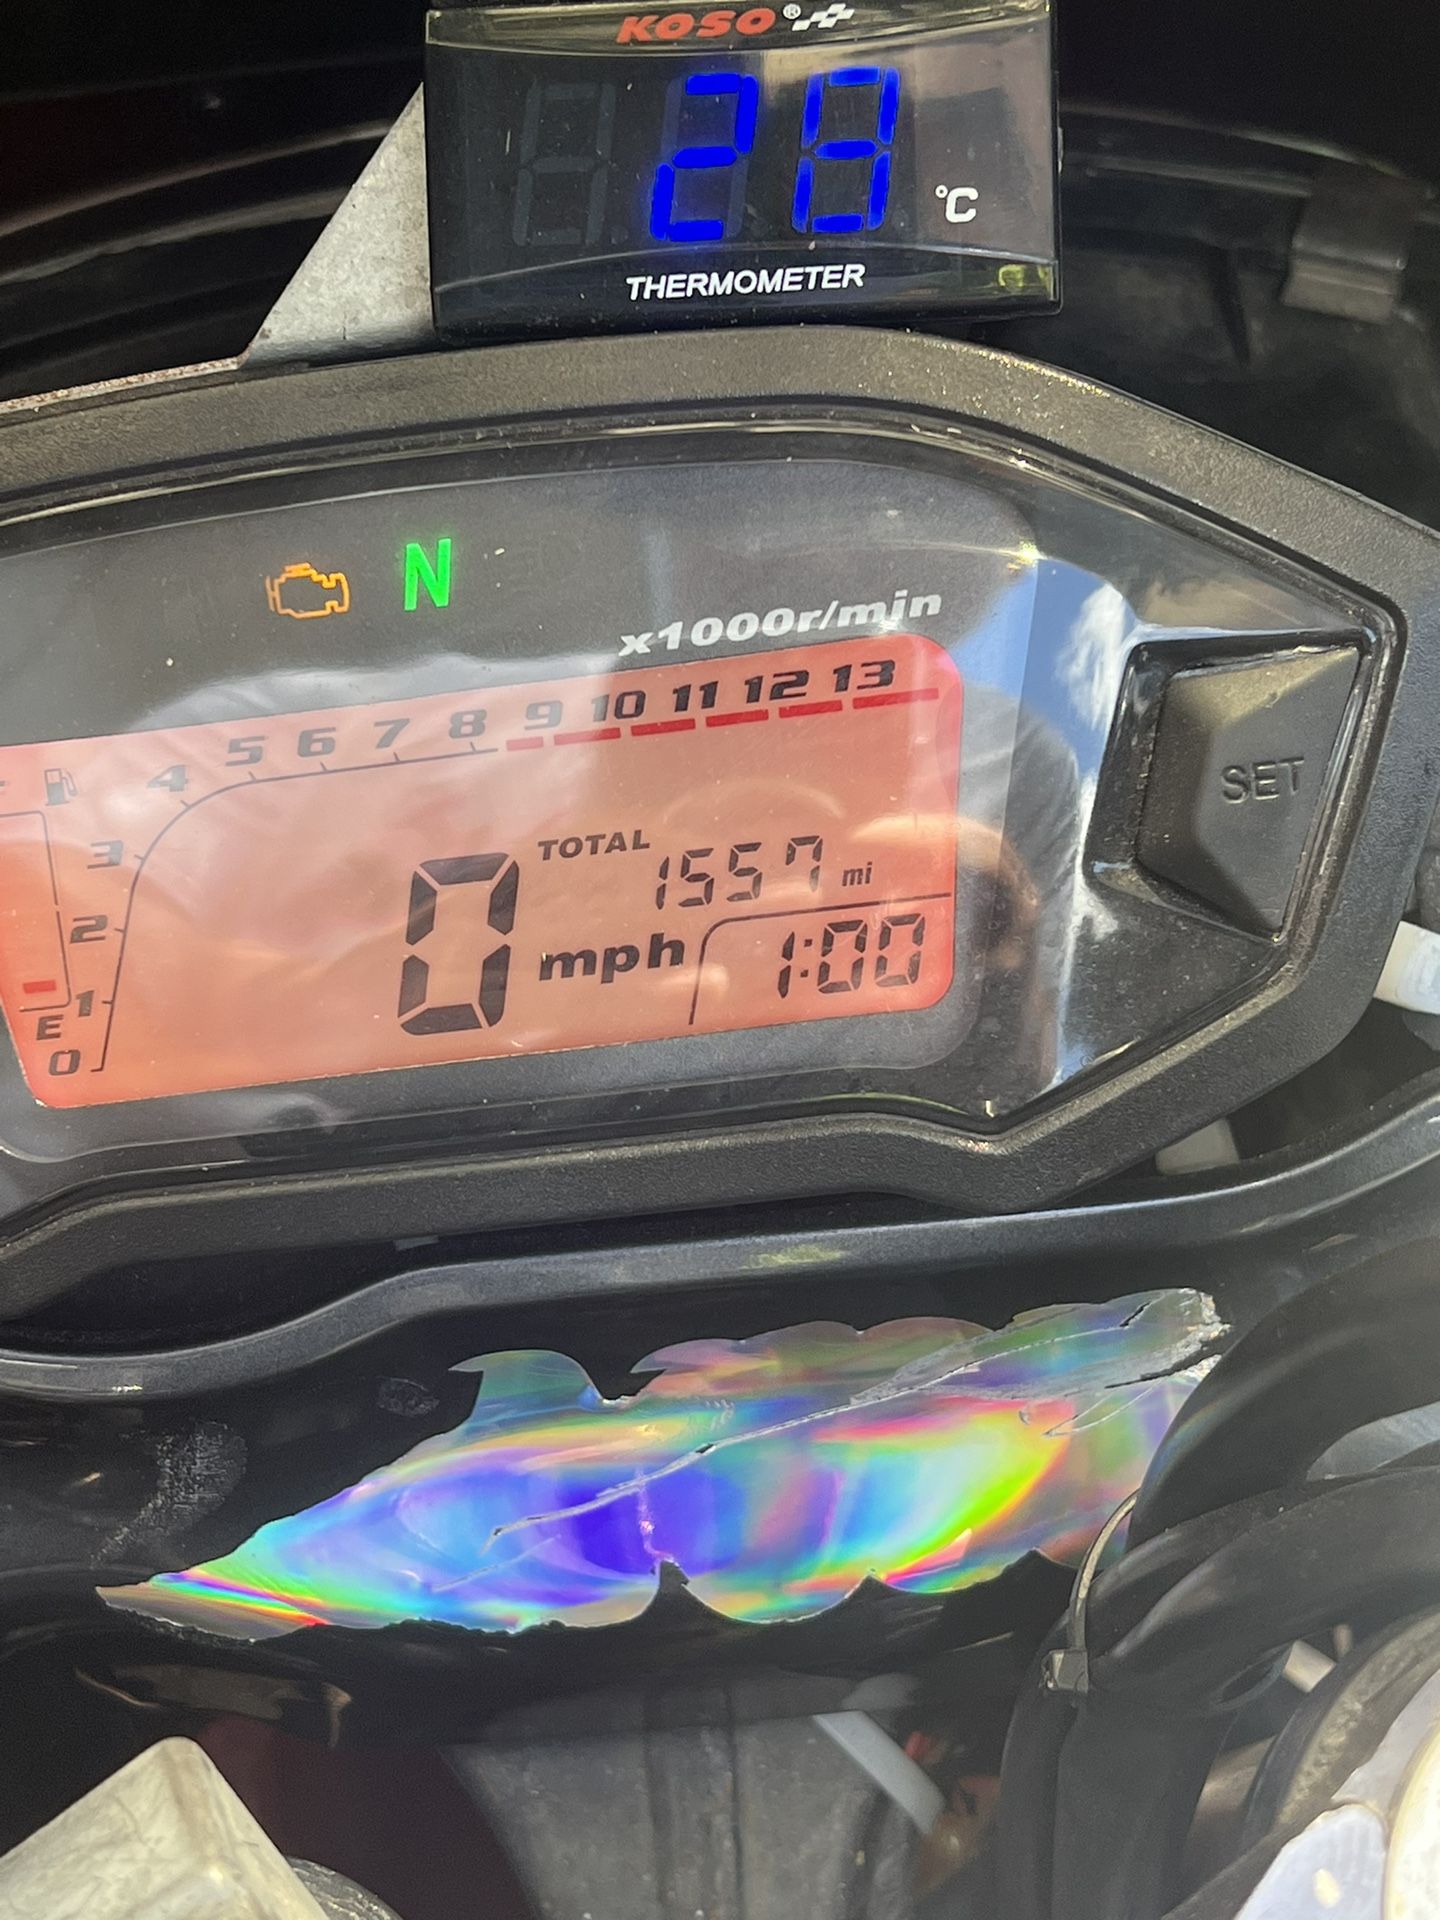 KOSO®
28 °C
THERMOMETER
N
x1000r/min
5 6 7 8 9 10 11 12 13
4
3
2
1
0
E
TOTAL
1557 mi
0 mph
1:00
SET